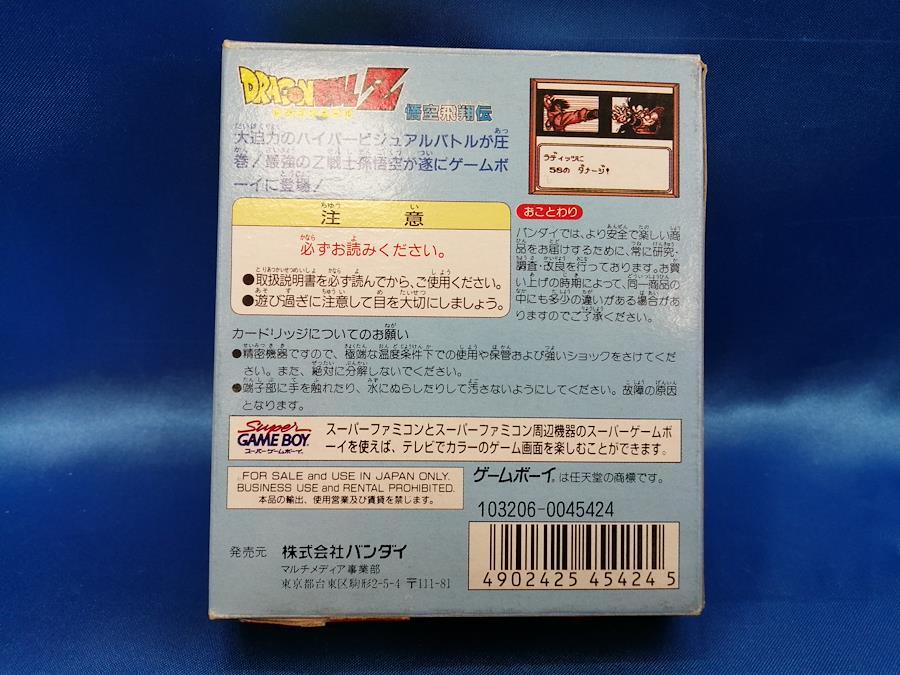 DRAGON BALL Z
ドラゴンボール
悟空飛翔伝
大迫力のハイパービジュアルバトルが圧
巻!最強のZ戦士孫悟空が遂にゲームボ
ーイに登場!
ラディッツに
58の ダメージ!
注意
必ずお読みください。
●取扱説明書を必ず読んでから、ご使用ください。
●遊び過ぎに注意して目を大切にしましょう。
おことわり
バンダイでは、より安全で楽しい商
品をお届けするために、常に研究・
調査・改良を行っております。お買
い上げの時期によって、同一商品の
中にも多少の違いがある場合があ
りますのでご了承ください。
カードリッジについてのお願い
●精密機器ですので、極端な温度条件下での使用や保管および強いショックをさけてくだ
さい。また、絶対に分解しないでください。
●端子部に手を触れたり、水にぬらしたりして汚さないようにしてください。故障の原因
となります。
Super
GAME BOY
スーパーゲームボーイ
スーパーファミコンとスーパーファミコン周辺機器のスーパーゲームボ
ーイを使えば、テレビでカラーのゲーム画面を楽しむことができます。
FOR SALE and USE IN JAPAN ONLY.
BUSINESS USE and RENTAL PROHIBITED.
本品の輸出、使用営業及び賃貸を禁じます。
ゲームボーイは任天堂の商標です。
103206-0045424
発売元 株式会社バンダイ
マルチメディア事業部
東京都台東区駒形2-5-4 〒111-81
4902425 454245